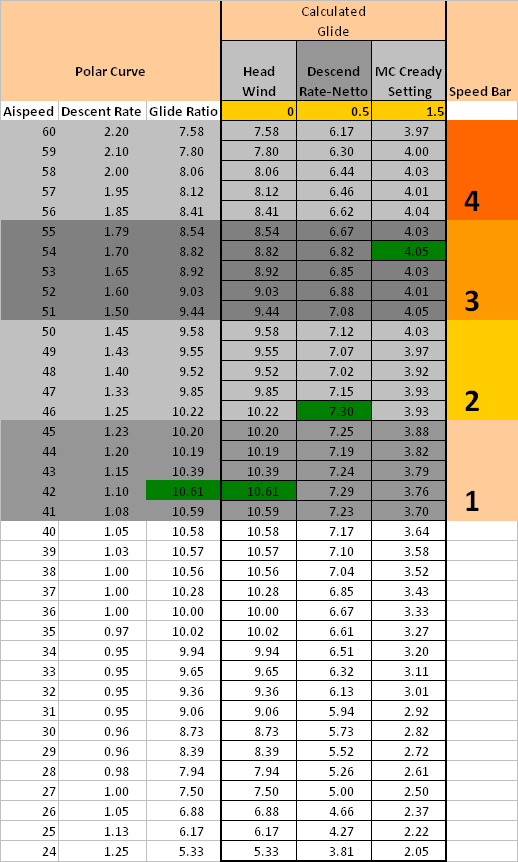 Calculated
Glide
Polar Curve
Head Wind
Descend Rate-Netto
MC Cready Setting
Speed Bar
Aispeed Descent Rate Glide Ratio 0 0.5 1.5
60 2.20 7.58 7.58 6.17 3.97
59 2.10 7.80 7.80 6.30 4.00
58 2.00 8.06 8.06 6.44 4.03
57 1.95 8.12 8.12 6.46 4.01
56 1.85 8.41 8.41 6.62 4.04
4
55 1.79 8.54 8.54 6.67 4.03
54 1.70 8.82 8.82 6.82 4.05
53 1.65 8.92 8.92 6.85 4.03
52 1.60 9.03 9.03 6.88 4.01
51 1.50 9.44 9.44 7.08 4.05
3
50 1.45 9.58 9.58 7.12 4.03
49 1.43 9.55 9.55 7.07 3.97
48 1.40 9.52 9.52 7.02 3.92
47 1.33 9.85 9.85 7.15 3.93
46 1.25 10.22 10.22 7.30 3.93
2
45 1.23 10.20 10.20 7.25 3.88
44 1.20 10.19 10.19 7.19 3.82
43 1.15 10.39 10.39 7.24 3.79
42 1.10 10.61 10.61 7.29 3.76
41 1.08 10.59 10.59 7.23 3.70
1
40 1.05 10.58 10.58 7.17 3.64
39 1.03 10.57 10.57 7.10 3.58
38 1.00 10.56 10.56 7.04 3.52
37 1.00 10.28 10.28 6.85 3.43
36 1.00 10.00 10.00 6.67 3.33
35 0.97 10.02 10.02 6.61 3.27
34 0.95 9.94 9.94 6.51 3.20
33 0.95 9.65 9.65 6.32 3.11
32 0.95 9.36 9.36 6.13 3.01
31 0.95 9.06 9.06 5.94 2.92
30 0.96 8.73 8.73 5.73 2.82
29 0.96 8.39 8.39 5.52 2.72
28 0.98 7.94 7.94 5.26 2.61
27 1.00 7.50 7.50 5.00 2.50
26 1.05 6.88 6.88 4.66 2.37
25 1.13 6.17 6.17 4.27 2.22
24 1.25 5.33 5.33 3.81 2.05